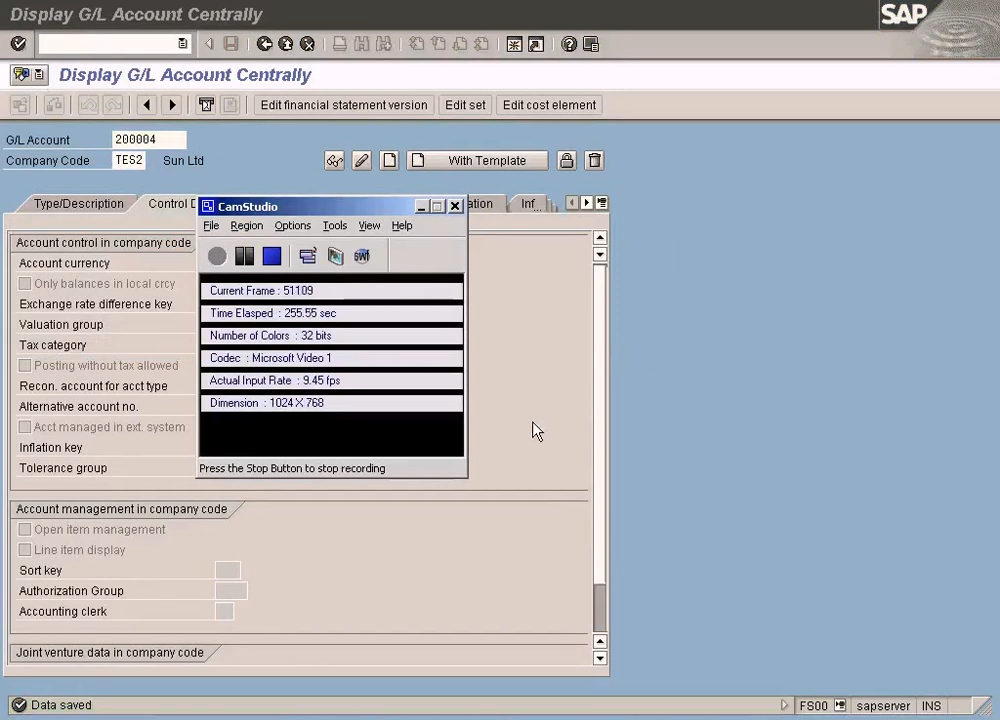 Display G/L Account Centrally
SAP
Display G/L Account Centrally
Edit financial statement version
Edit set
Edit cost element
G/L Account 200004
Company Code TES2 Sun Ltd
With Template
Type/Description
Control D
ation
Inf...
CamStudio
File Region Options Tools View Help
SWF
Current Frame : 51109
Time Elasped : 255.55 sec
Number of Colors : 32 bits
Codec : Microsoft Video 1
Actual Input Rate : 9.45 fps
Dimension : 1024 X 768
Press the Stop Button to stop recording
Account control in company code
Account currency
Only balances in local crcy
Exchange rate difference key
Valuation group
Tax category
Posting without tax allowed
Recon. account for acct type
Alternative account no.
Acct managed in ext. system
Inflation key
Tolerance group
Account management in company code
Open item management
Line item display
Sort key
Authorization Group
Accounting clerk
Joint venture data in company code
Data saved
FS00
sapserver
INS